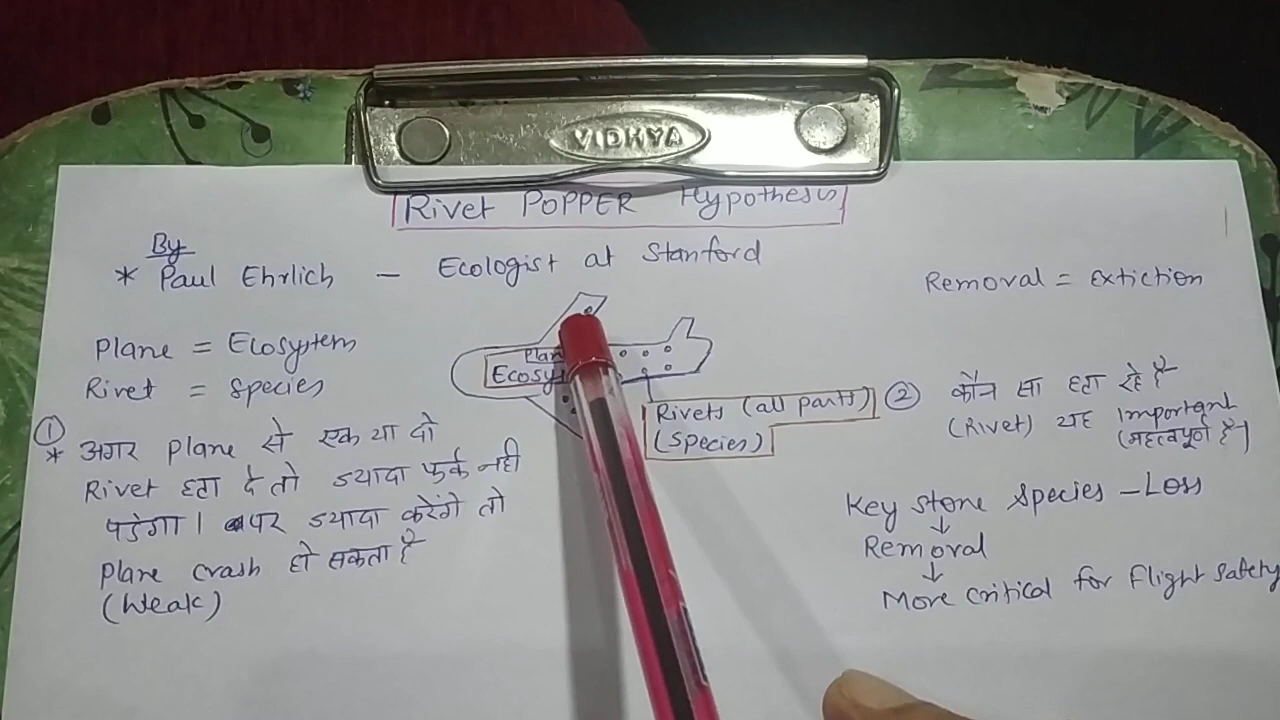 VIDHYA
Rivet POPPER Hypothesis
By
* Paul Ehrlich - Ecologist at Stanford
Removal = Extiction
Plane = Ecosystem
Rivet = Species
Rivets (all parts)
(Species)
①
* अगर Plane से एक या दो
Rivet हटा दे तो ज्यादा फर्क नही
पडेगा। पर ज्यादा करेंगे तो
Plane crash हो सकता है
(Weak)
② कौन सा हटा रहे है
(Rivet) यह Important
(महत्वपूर्ण है)
Key stone Species - Loss
↓
Removal
↓
More critical for flight safety